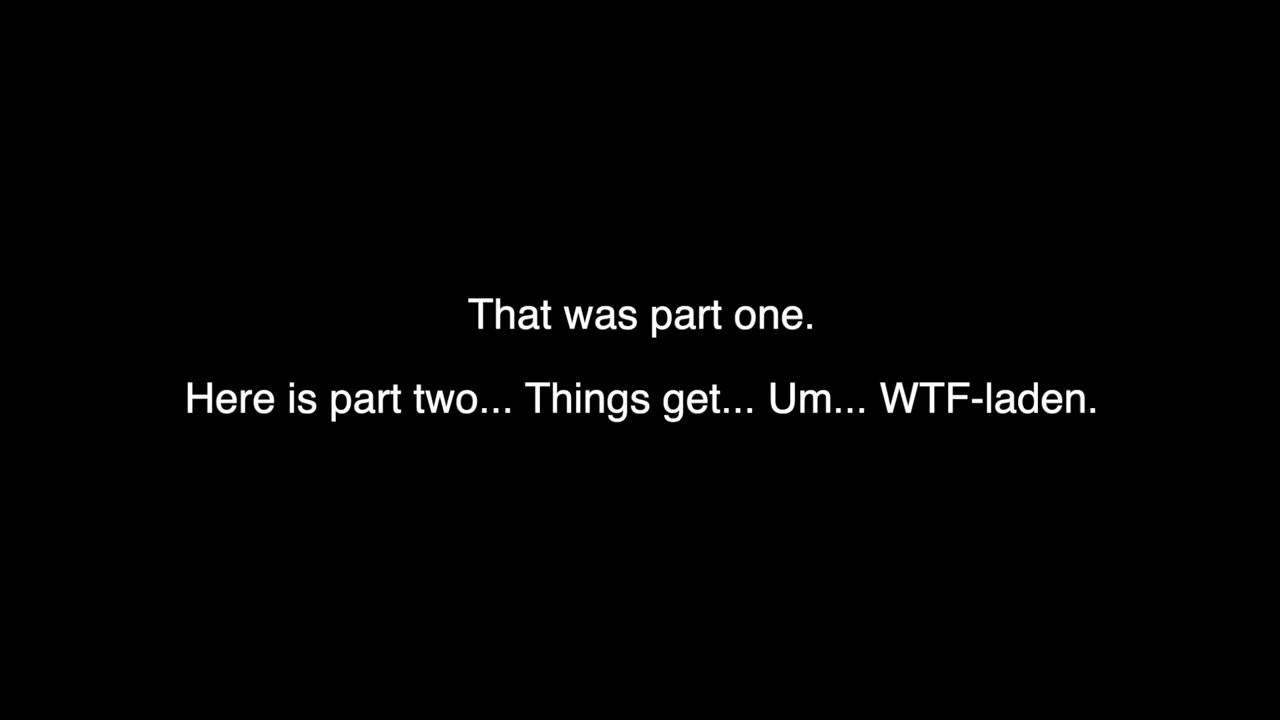 That was part one.
Here is part two... Things get... Um... WTF-laden.